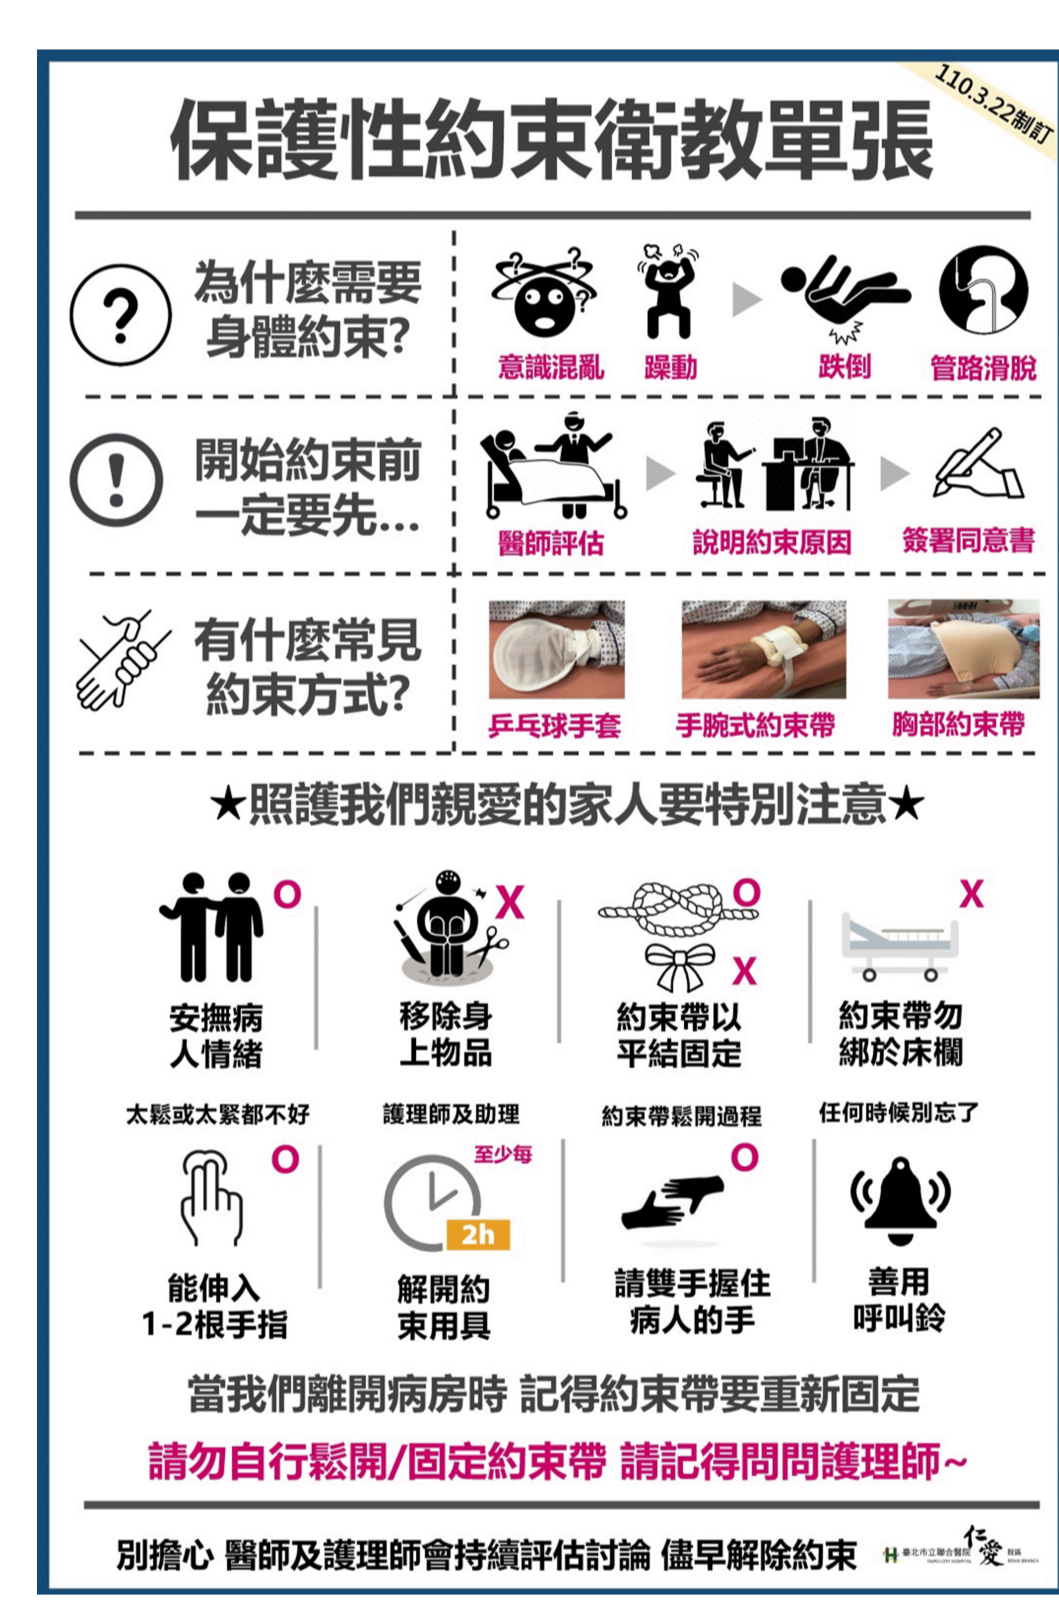 110.3.22制訂
保護性約束衛教單張
?
為什麼需要
身體約束?
? ? ?
意識混亂
躁動
跌倒
管路滑脫
!
開始約束前
一定要先...
醫師評估
說明約束原因
簽署同意書
有什麼常見
約束方式?
乒乓球手套
手腕式約束帶
胸部約束帶
★照護我們親愛的家人要特別注意★
O
安撫病
人情緒
X
移除身
上物品
O
X
約束帶以
平結固定
X
約束帶勿
綁於床欄
太鬆或太緊都不好
O
能伸入
1-2根手指
護理師及助理
至少每
2h
解開約
束用具
約束帶鬆開過程
O
請雙手握住
病人的手
任何時候別忘了
善用
呼叫鈴
當我們離開病房時 記得約束帶要重新固定
請勿自行鬆開/固定約束帶 請記得問問護理師~
別擔心 醫師及護理師會持續評估討論 儘早解除約束
臺北市立聯合醫院
TAIPEI CITY HOSPITAL
仁愛
院區
RENAI BRANCH